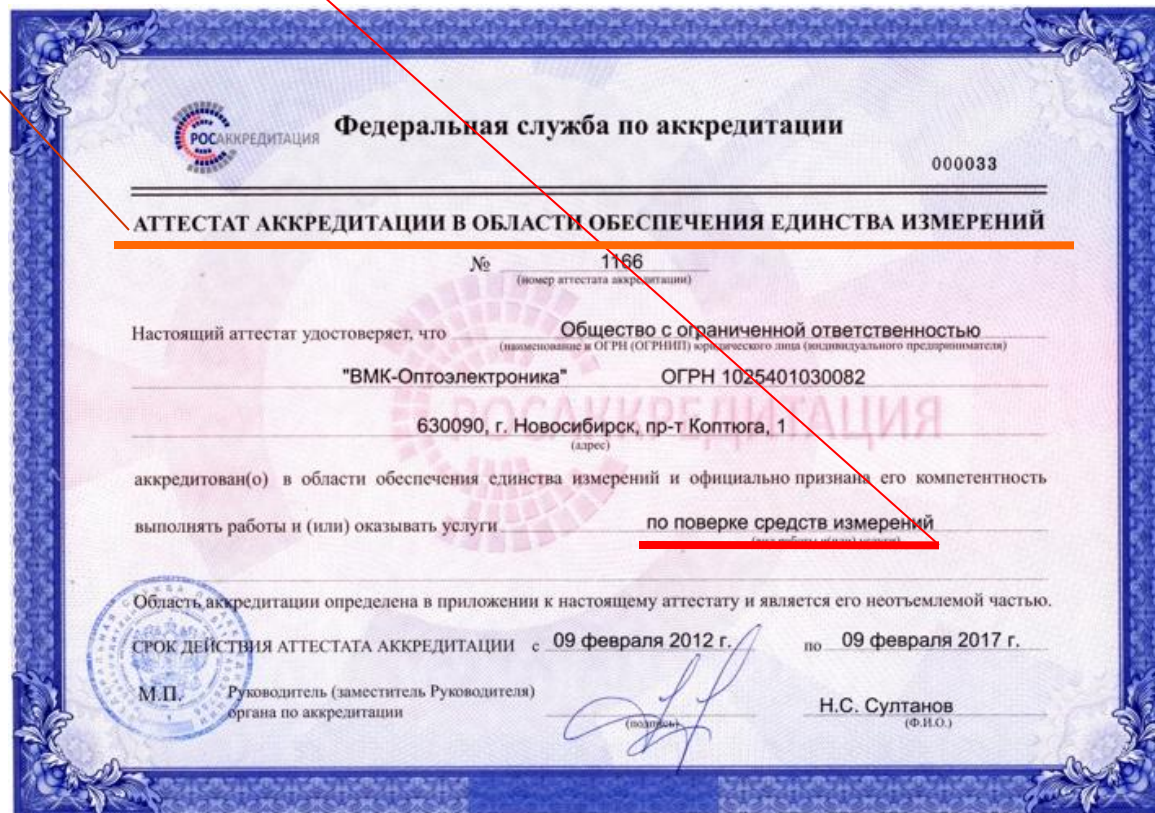 РОСАККРЕДИТАЦИЯ
Федеральная служба по аккредитации
000033
АТТЕСТАТ АККРЕДИТАЦИИ В ОБЛАСТИ ОБЕСПЕЧЕНИЯ ЕДИНСТВА ИЗМЕРЕНИЙ
№ 1166
(номер аттестата аккредитации)
Настоящий аттестат удостоверяет, что Общество с ограниченной ответственностью
(наименование и ОГРН (ОГРНИП) юридического лица (индивидуального предпринимателя)
"ВМК-Оптоэлектроника" ОГРН 1025401030082
РОСАККРЕДИТАЦИЯ
630090, г. Новосибирск, пр-т Коптюга, 1
(адрес)
аккредитован(о) в области обеспечения единства измерений и официально признана его компетентность
выполнять работы и (или) оказывать услуги по поверке средств измерений
(вид работы и(или) услуги)
Область аккредитации определена в приложении к настоящему аттестату и является его неотъемлемой частью.
СРОК ДЕЙСТВИЯ АТТЕСТАТА АККРЕДИТАЦИИ с 09 февраля 2012 г. по 09 февраля 2017 г.
М.П. Руководитель (заместитель Руководителя)
органа по аккредитации
Н.С. Султанов
(подпись)
(Ф.И.О.)